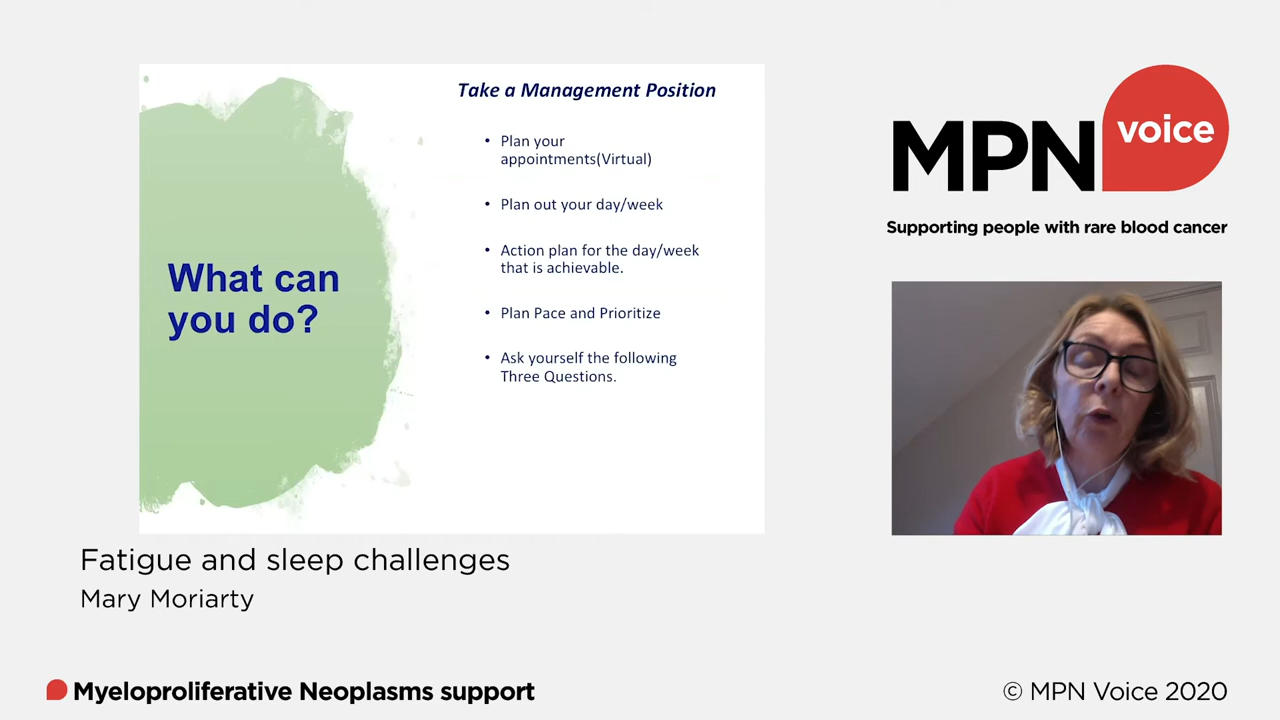 Take a Management Position
• Plan your
appointments(Virtual)
• Plan out your day/week
• Action plan for the day/week
that is achievable.
• Plan Pace and Prioritize
• Ask yourself the following
Three Questions.
What can
you do?
MPN voice
Supporting people with rare blood cancer
Fatigue and sleep challenges
Mary Moriarty
Myeloproliferative Neoplasms support
© MPN Voice 2020